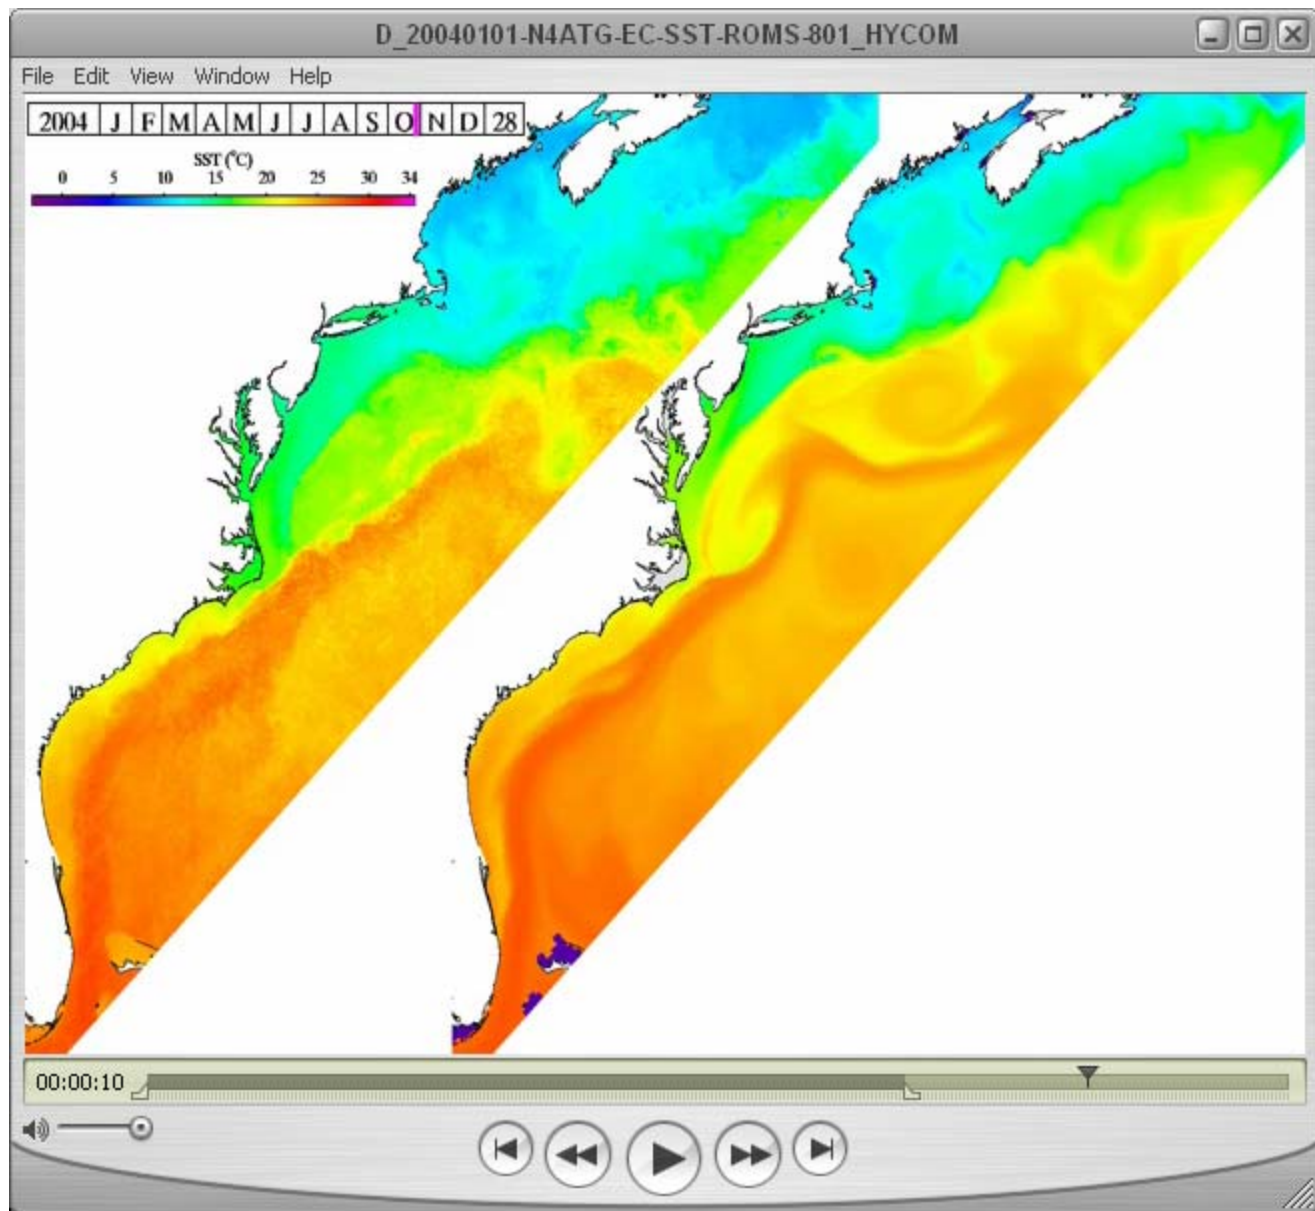 D_20040101-N4ATG-EC-SST-ROMS-801_HYCOM
File Edit View Window Help
2004 J F M A M J J A S O N D 28
SST (°C)
0 5 10 15 20 25 30 34
00:00:10